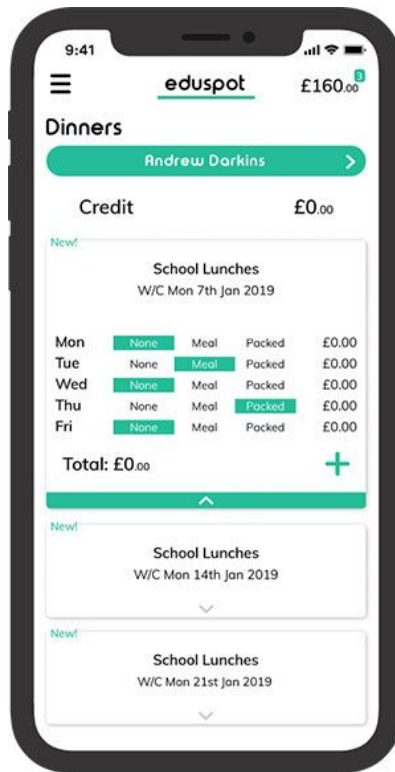 9:41
eduspot £160.00 3
Dinners
Andrew Darkins
Credit £0.00
New!
School Lunches
W/C Mon 7th Jan 2019
Mon None Meal Packed £0.00
Tue None Meal Packed £0.00
Wed None Meal Packed £0.00
Thu None Meal Packed £0.00
Fri None Meal Packed £0.00
Total: £0.00 +
New!
School Lunches
W/C Mon 14th Jan 2019
New!
School Lunches
W/C Mon 21st Jan 2019